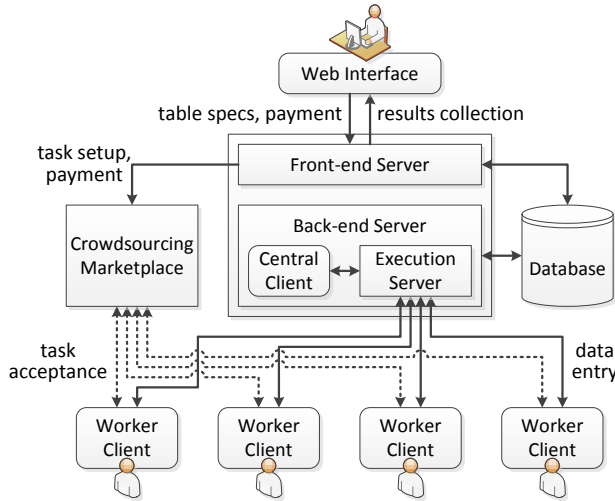 Web Interface
table specs, payment
results collection
task setup,
payment
Front-end Server
Back-end Server
Crowdsourcing
Marketplace
Central
Client
Execution
Server
Database
task
acceptance
data
entry
Worker
Client
Worker
Client
Worker
Client
Worker
Client